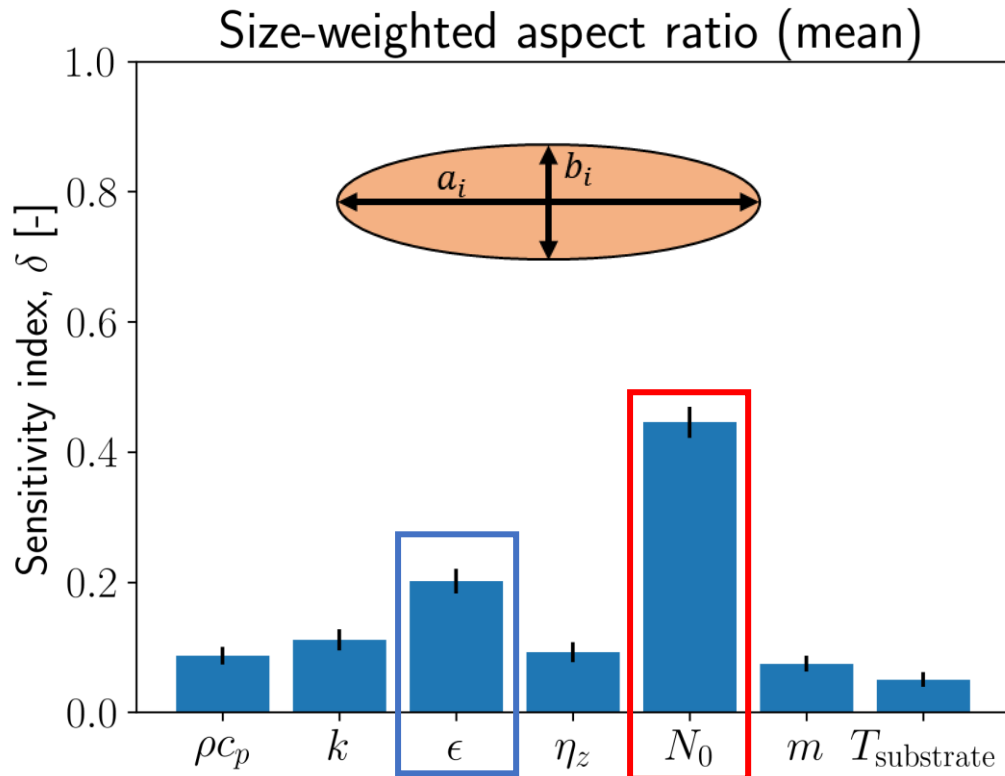 Size-weighted aspect ratio (mean)
Sensitivity index, δ [-]
1.0
0.8
0.6
0.4
0.2
0.0
a_i
b_i
ρc_p k ϵ η_z N_0 m T_substrate